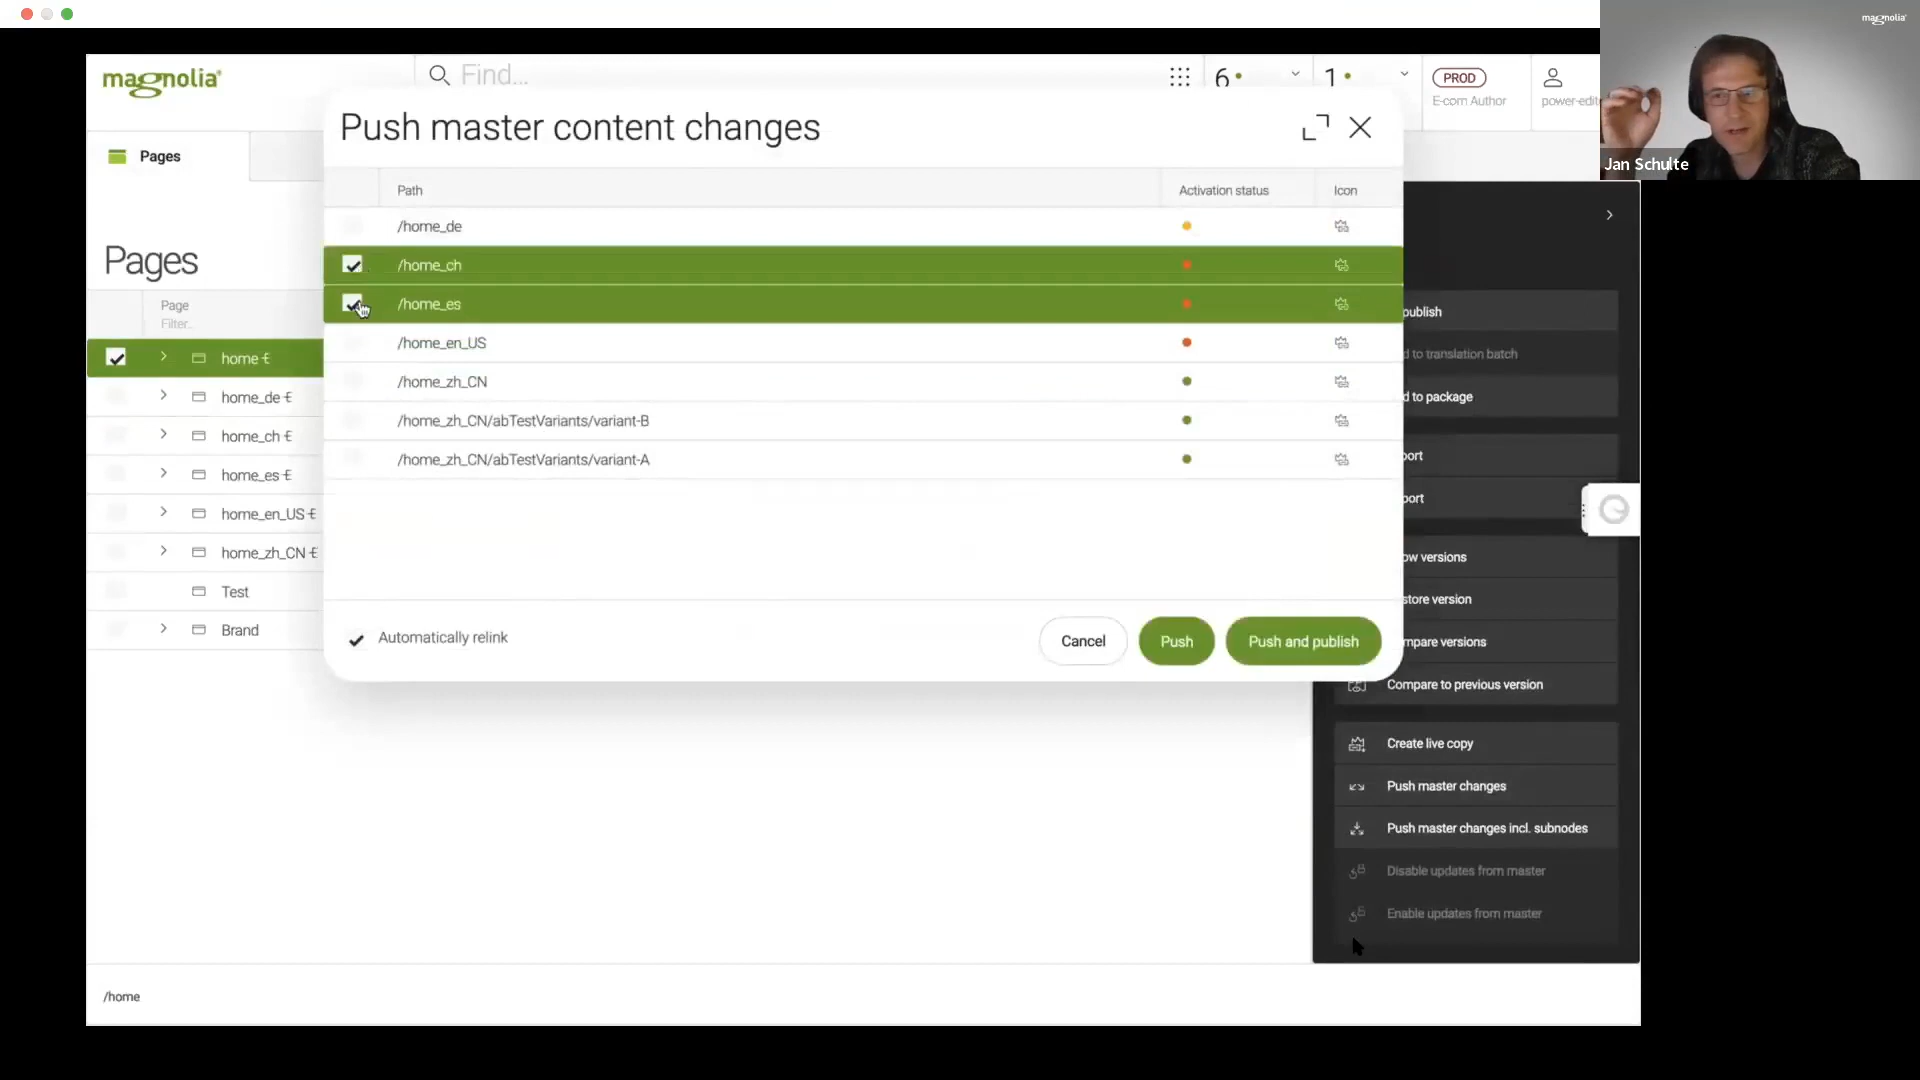 magnolia
magnolia
Find...
6
1
PROD
E-com Author
power-edit
Jan Schulte
Push master content changes
Pages
Path
Activation status
Icon
/home_de
/home_ch
/home_es
/home_en_US
/home_zh_CN
/home_zh_CN/abTestVariants/variant-B
/home_zh_CN/abTestVariants/variant-A
Automatically relink
Cancel
Push
Push and publish
Pages
Page
Filter...
home
home_de
home_ch
home_es
home_en_US
home_zh_CN
Test
Brand
publish
d to translation batch
d to package
port
port
ow versions
store version
mpare versions
Compare to previous version
Create live copy
Push master changes
Push master changes incl. subnodes
Disable updates from master
Enable updates from master
/home